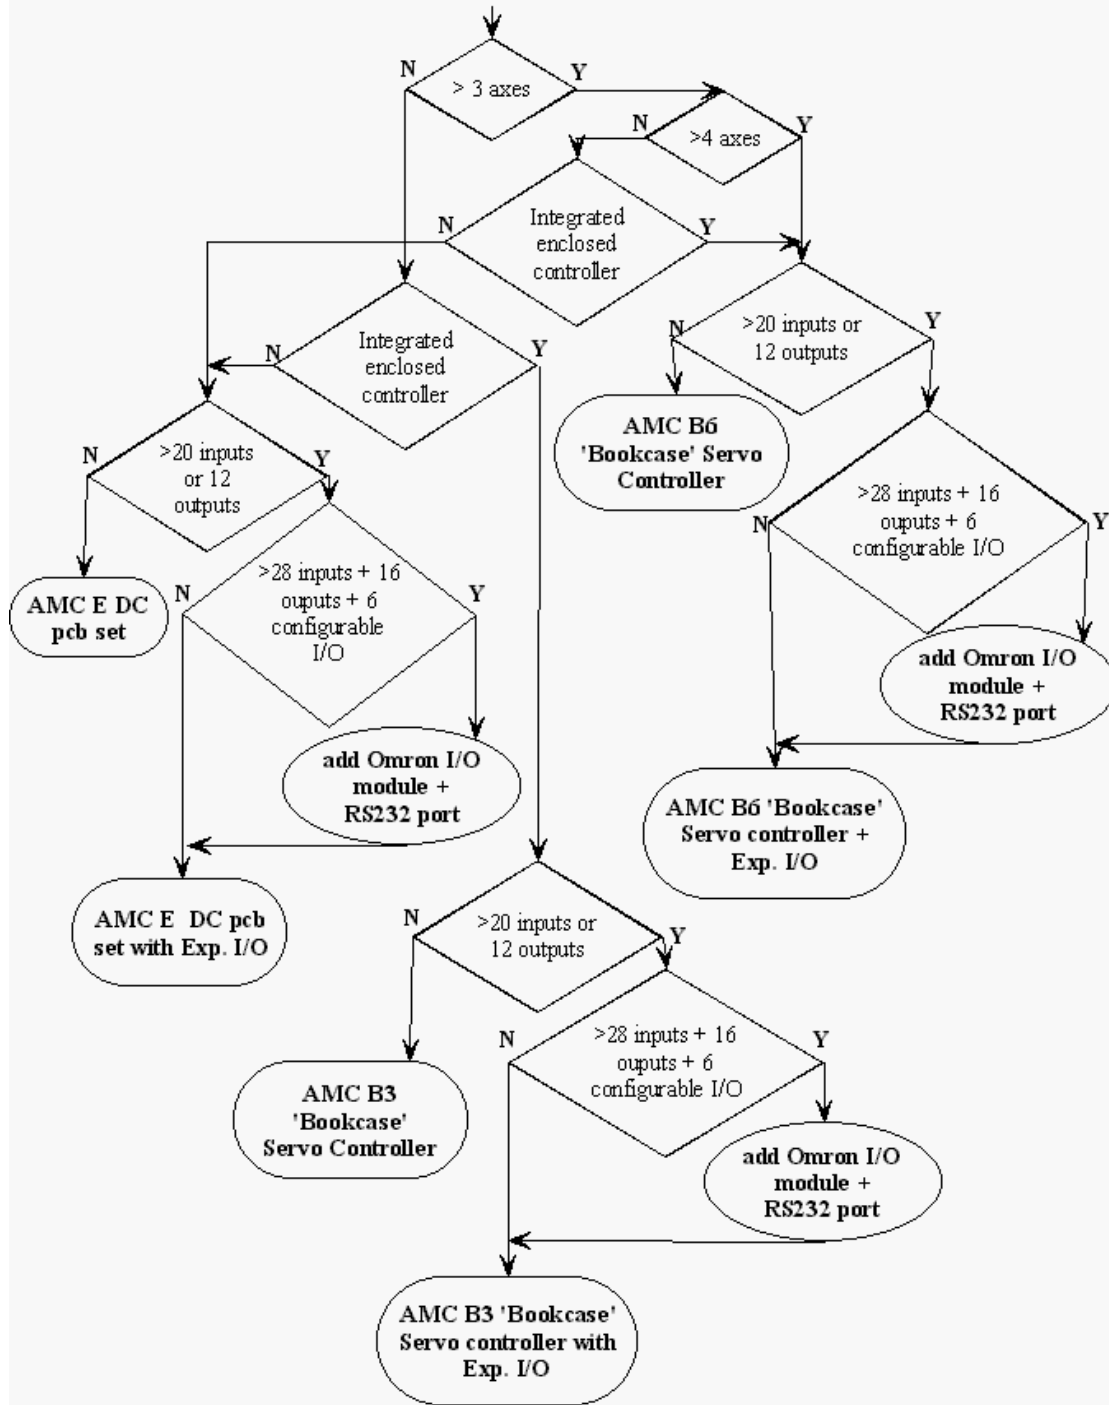 N
Y
> 3 axes
N
Y
>4 axes
N
Integrated
enclosed
controller
Y
N
Integrated
enclosed
controller
Y
N
>20 inputs or
12 outputs
Y
AMC B6
'Bookcase' Servo
Controller
N
>20 inputs
or 12
outputs
Y
N
>28 inputs + 16
ouputs + 6
configurable I/O
Y
AMC E DC
pcb set
N
>28 inputs + 16
ouputs + 6
configurable
I/O
Y
add Omron I/O
module +
RS232 port
add Omron I/O
module +
RS232 port
AMC B6 'Bookcase'
Servo controller +
Exp. I/O
AMC E DC pcb
set with Exp. I/O
N
>20 inputs or
12 outputs
Y
N
>28 inputs + 16
ouputs + 6
configurable I/O
Y
AMC B3
'Bookcase'
Servo Controller
add Omron I/O
module +
RS232 port
AMC B3 'Bookcase'
Servo controller with
Exp. I/O